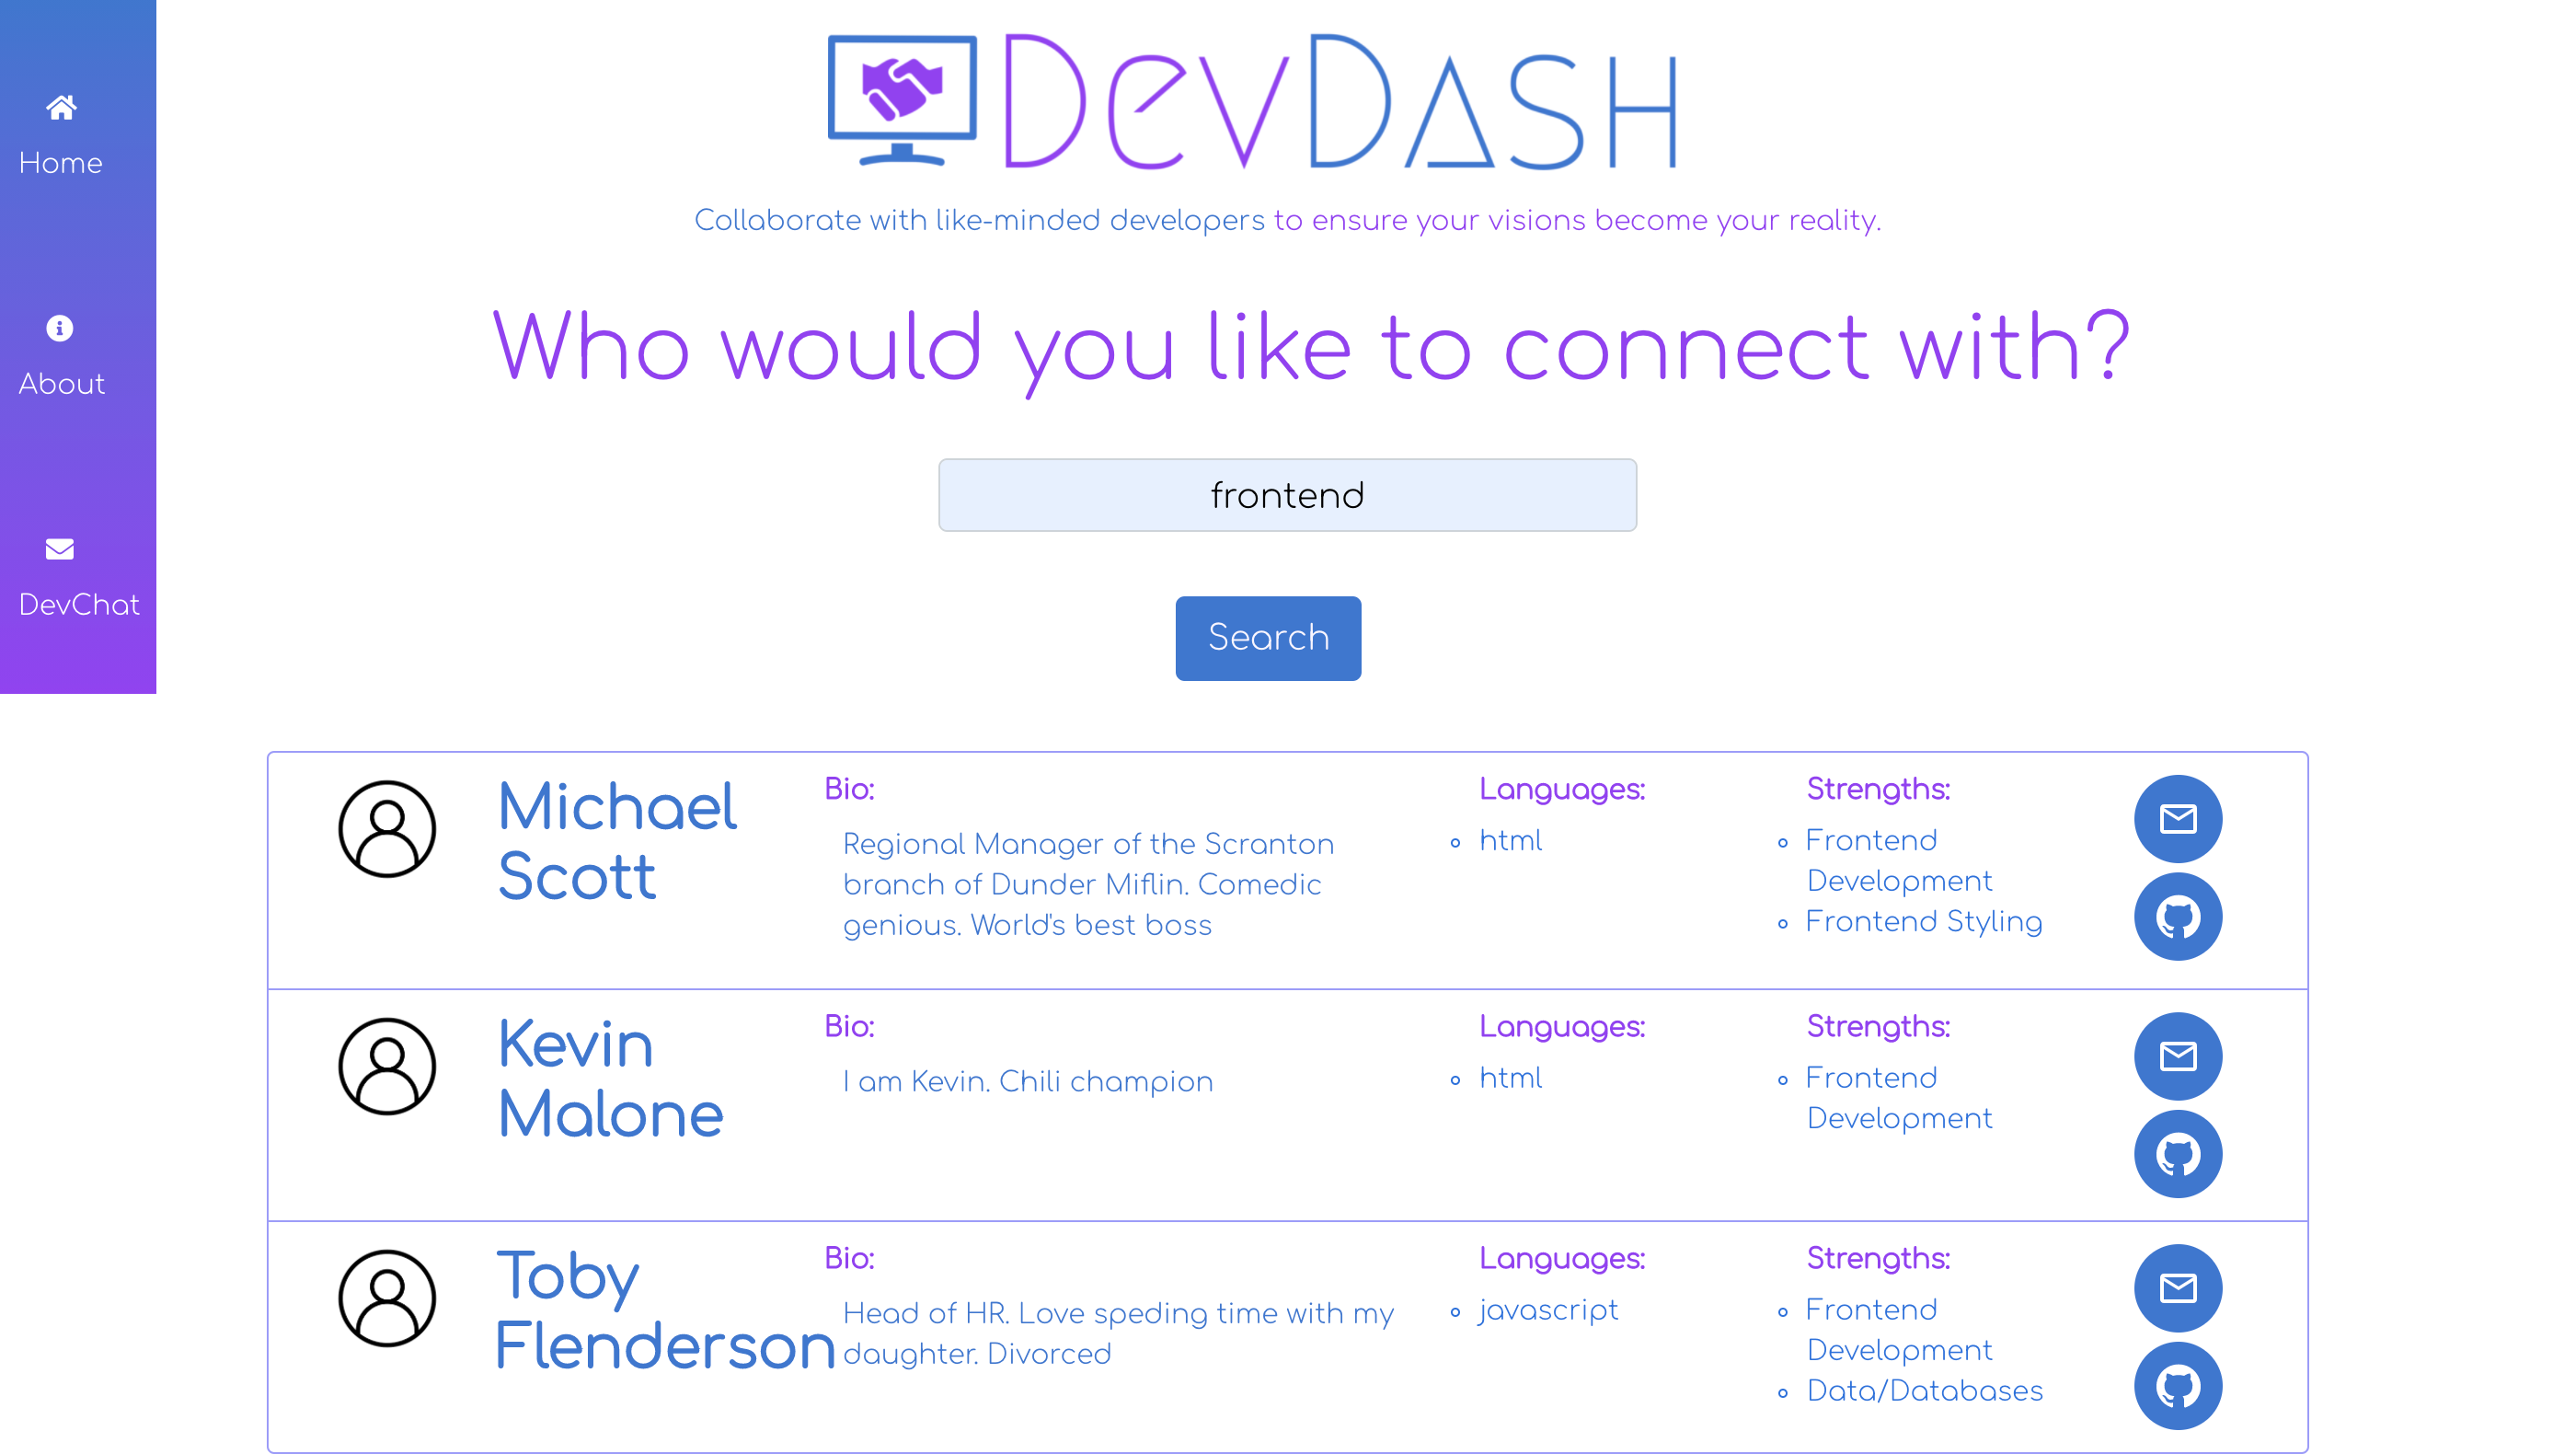 Home
About
DevChat
DevDASH
Collaborate with like-minded developers to ensure your visions become your reality.
Who would you like to connect with?
frontend
Search
Michael
Scott
Bio:
Regional Manager of the Scranton
branch of Dunder Miflin. Comedic
genious. World's best boss
Languages:
html
Strengths:
Frontend
Development
Frontend Styling
Kevin
Malone
Bio:
I am Kevin. Chili champion
Languages:
html
Strengths:
Frontend
Development
Toby
Flenderson
Bio:
Head of HR. Love speding time with my
daughter. Divorced
Languages:
javascript
Strengths:
Frontend
Development
Data/Databases